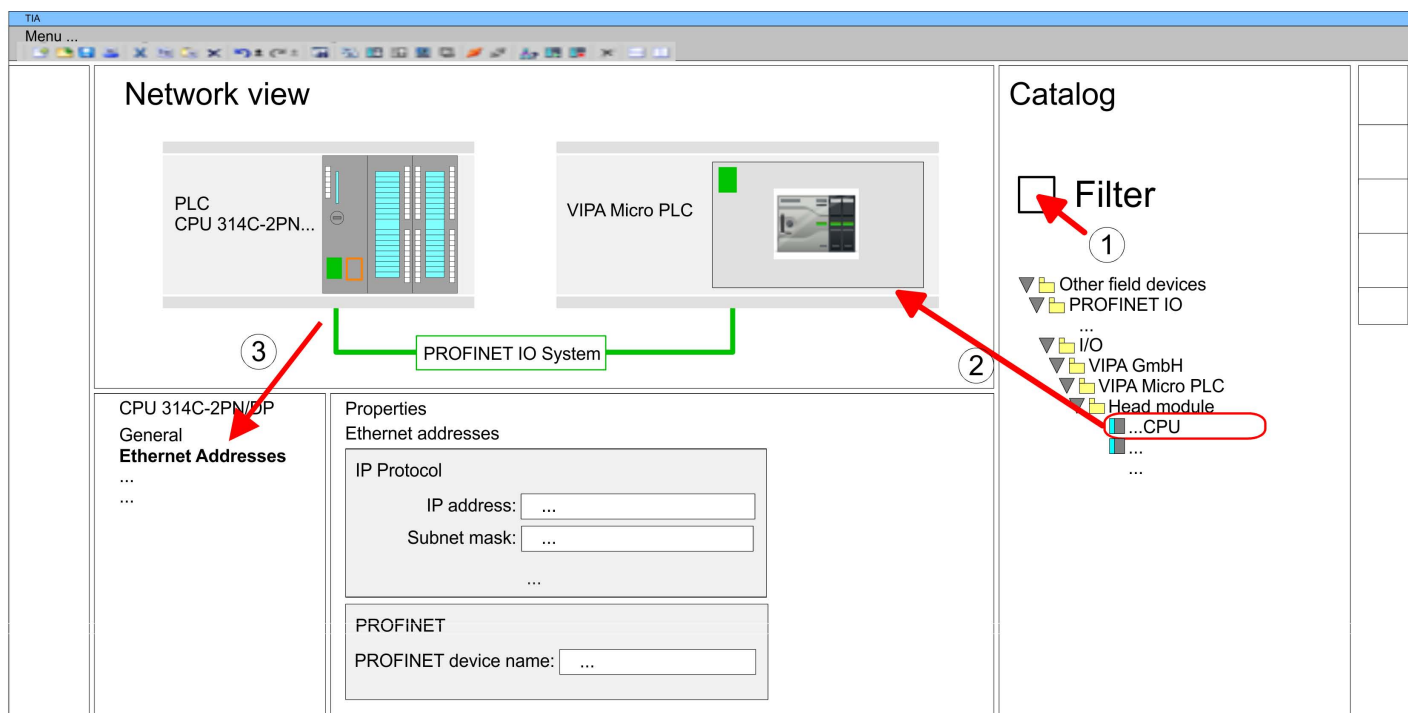 TIA
Menu ...
Network view
PLC
CPU 314C-2PN...
VIPA Micro PLC
3
PROFINET IO System
2
Catalog
Filter
1
Other field devices
PROFINET IO
...
I/O
VIPA GmbH
VIPA Micro PLC
Head module
...CPU
...
...
CPU 314C-2PN/DP
General
Ethernet Addresses
...
...
Properties
Ethernet addresses
IP Protocol
IP address: ...
Subnet mask: ...
...
PROFINET
PROFINET device name: ...